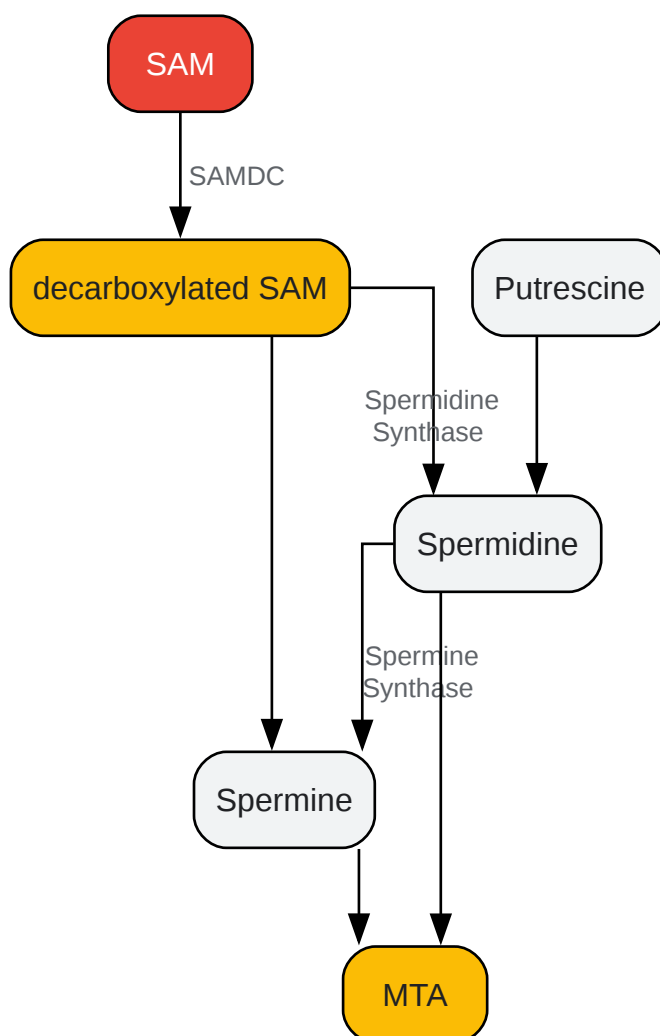 SAM
SAMDC
decarboxylated SAM
Putrescine
Spermidine
Synthase
Spermidine
Spermine
Synthase
Spermine
MTA